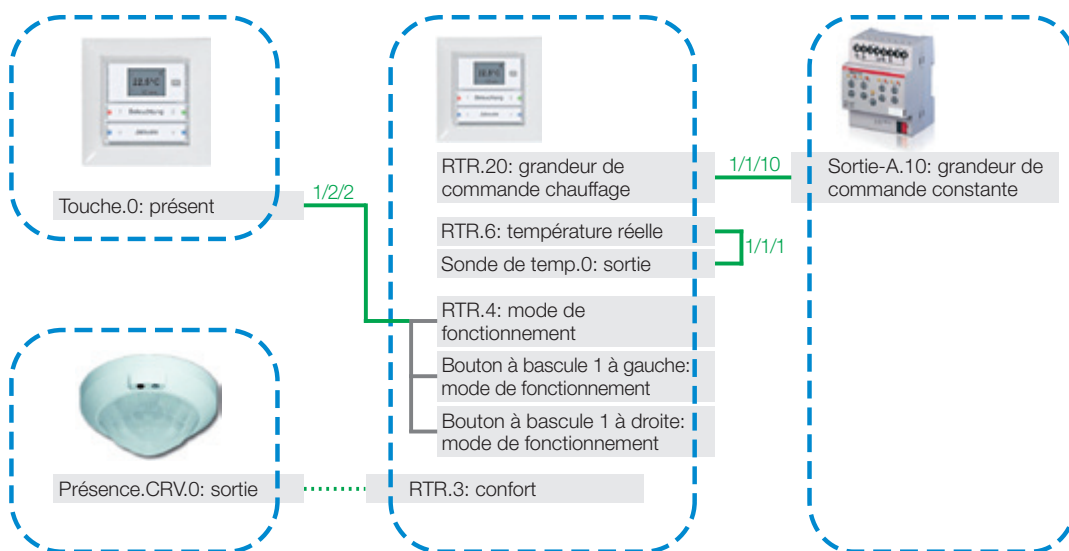 Touche.0: présent
1/2/2
Présence.CRV.0: sortie
22.5°C
Beleuchtung
RTR.20: grandeur de
commande chauffage
RTR.6: température réelle
Sonde de temp.0: sortie
RTR.4: mode de
fonctionnement
Bouton à bascule 1 à gauche:
mode de fonctionnement
Bouton à bascule 1 à droite:
mode de fonctionnement
RTR.3: confort
1/1/10
1/1/1
Sortie-A.10: grandeur de
commande constante